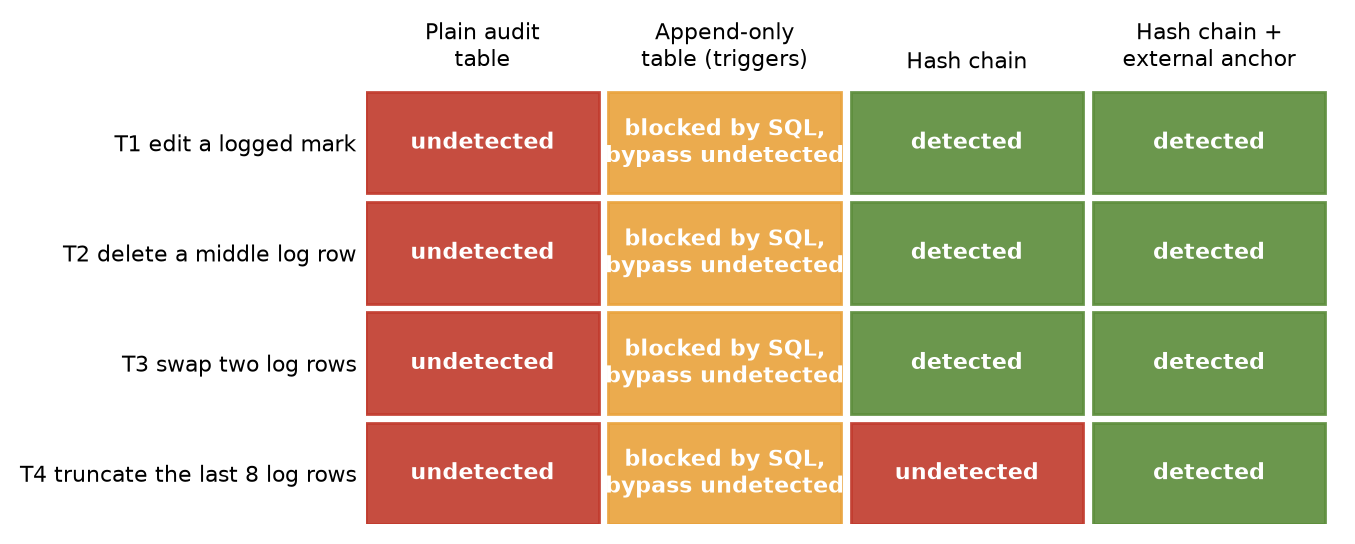 Plain audit
table
Append-only
table (triggers)
Hash chain
Hash chain +
external anchor
T1 edit a logged mark
undetected
blocked by SQL,
bypass undetected
detected
detected
T2 delete a middle log row
undetected
blocked by SQL,
bypass undetected
detected
detected
T3 swap two log rows
undetected
blocked by SQL,
bypass undetected
detected
detected
T4 truncate the last 8 log rows
undetected
blocked by SQL,
bypass undetected
undetected
detected